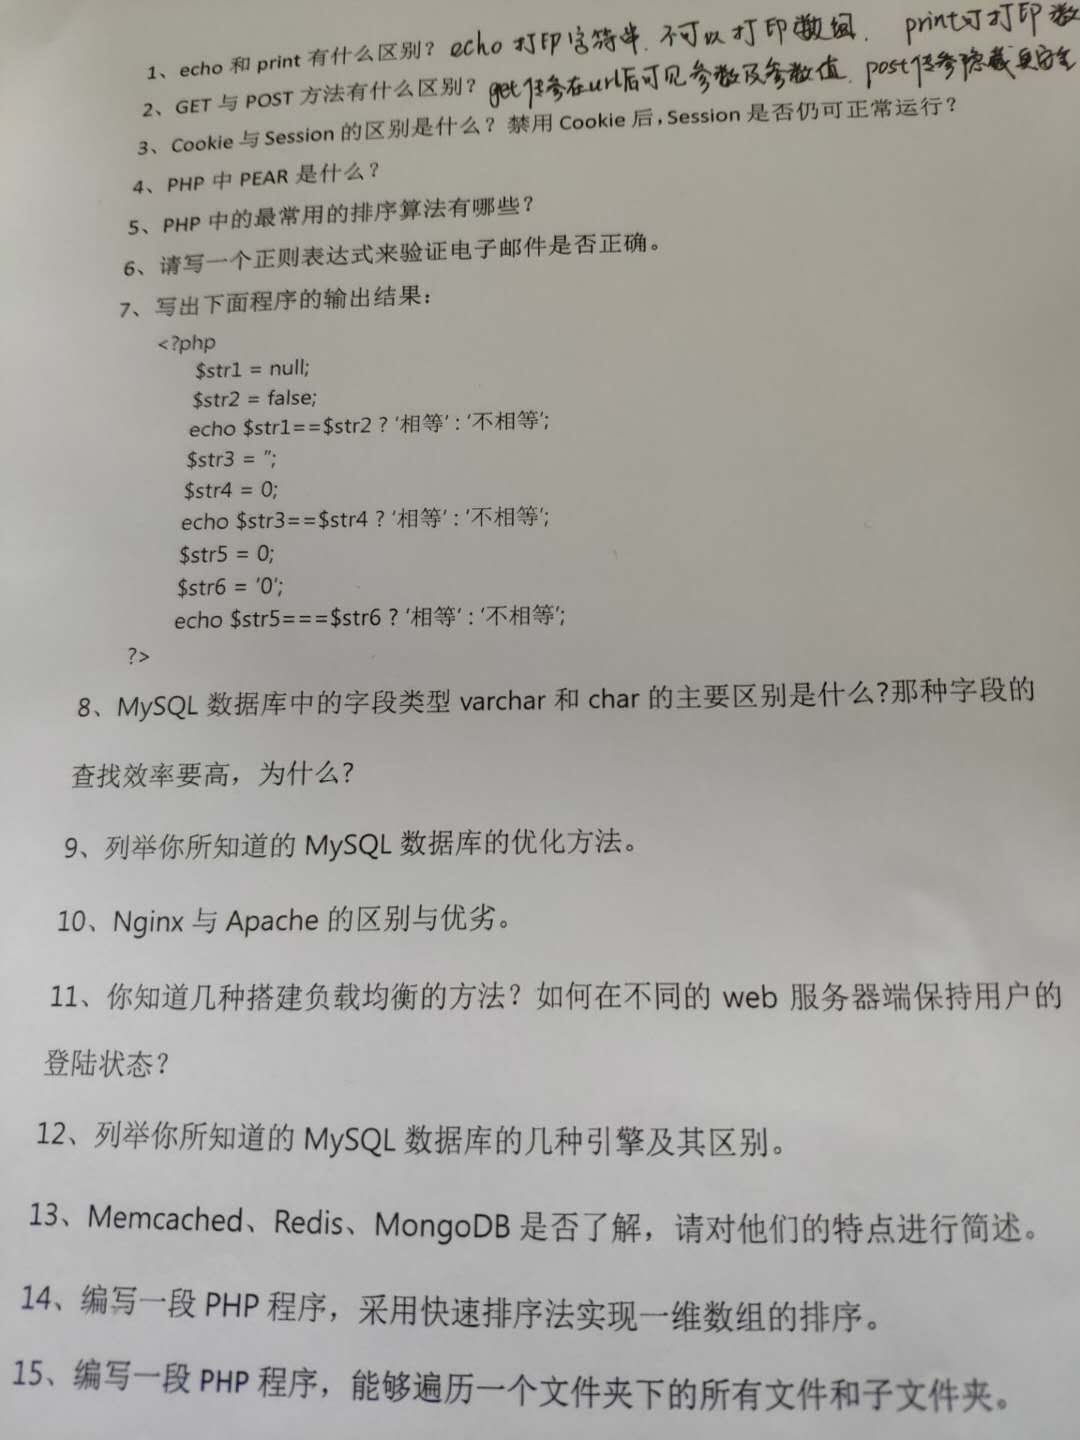 1、echo 和 print 有什么区别？echo 打印字符串、不可以打印数组. print可打印数
2、GET 与 POST 方法有什么区别？get传参在url后可见参数及参数值、post传参隐藏更安全
3、Cookie 与 Session 的区别是什么？禁用 Cookie 后，Session 是否仍可正常运行？
4、PHP 中 PEAR 是什么？
5、PHP 中的最常用的排序算法有哪些？
6、请写一个正则表达式来验证电子邮件是否正确。
7、写出下面程序的输出结果：
<?php
$str1 = null;
$str2 = false;
echo $str1==$str2 ? ‘相等’ : ‘不相等’;
$str3 = ”;
$str4 = 0;
echo $str3==$str4 ? ‘相等’ : ‘不相等’;
$str5 = 0;
$str6 = ‘0’;
echo $str5===$str6 ? ‘相等’ : ‘不相等’;
?>
8、MySQL 数据库中的字段类型 varchar 和 char 的主要区别是什么?那种字段的
查找效率要高，为什么?
9、列举你所知道的 MySQL 数据库的优化方法。
10、Nginx 与 Apache 的区别与优劣。
11、你知道几种搭建负载均衡的方法？如何在不同的 web 服务器端保持用户的
登陆状态？
12、列举你所知道的 MySQL 数据库的几种引擎及其区别。
13、Memcached、Redis、MongoDB 是否了解，请对他们的特点进行简述。
14、编写一段 PHP 程序，采用快速排序法实现一维数组的排序。
15、编写一段 PHP 程序，能够遍历一个文件夹下的所有文件和子文件夹。